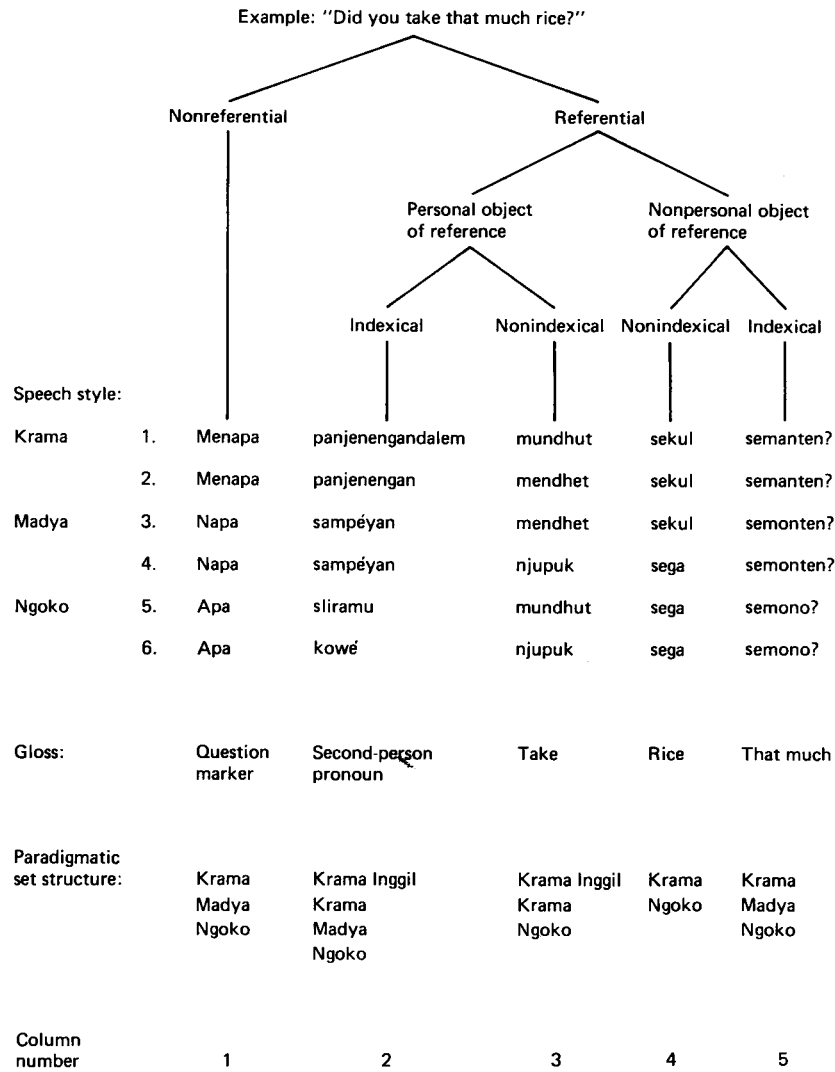 Example: "Did you take that much rice?"
Nonreferential Referential
Personal object Nonpersonal object
of reference of reference
Indexical Nonindexical Nonindexical Indexical
Speech style:
Krama 1. Menapa panjenengandalem mundhut sekul semanten?
2. Menapa panjenengan mendhet sekul semanten?
Madya 3. Napa sampéyan mendhet sekul semonten?
4. Napa sampéyan njupuk sega semonten?
Ngoko 5. Apa sliramu mundhut sega semono?
6. Apa kowé njupuk sega semono?
Gloss: Question Second-person Take Rice That much
marker pronoun
Paradigmatic
set structure: Krama Krama Inggil Krama Inggil Krama Krama
Madya Krama Krama Ngoko Madya
Ngoko Madya Ngoko Ngoko
Ngoko
Column
number 1 2 3 4 5